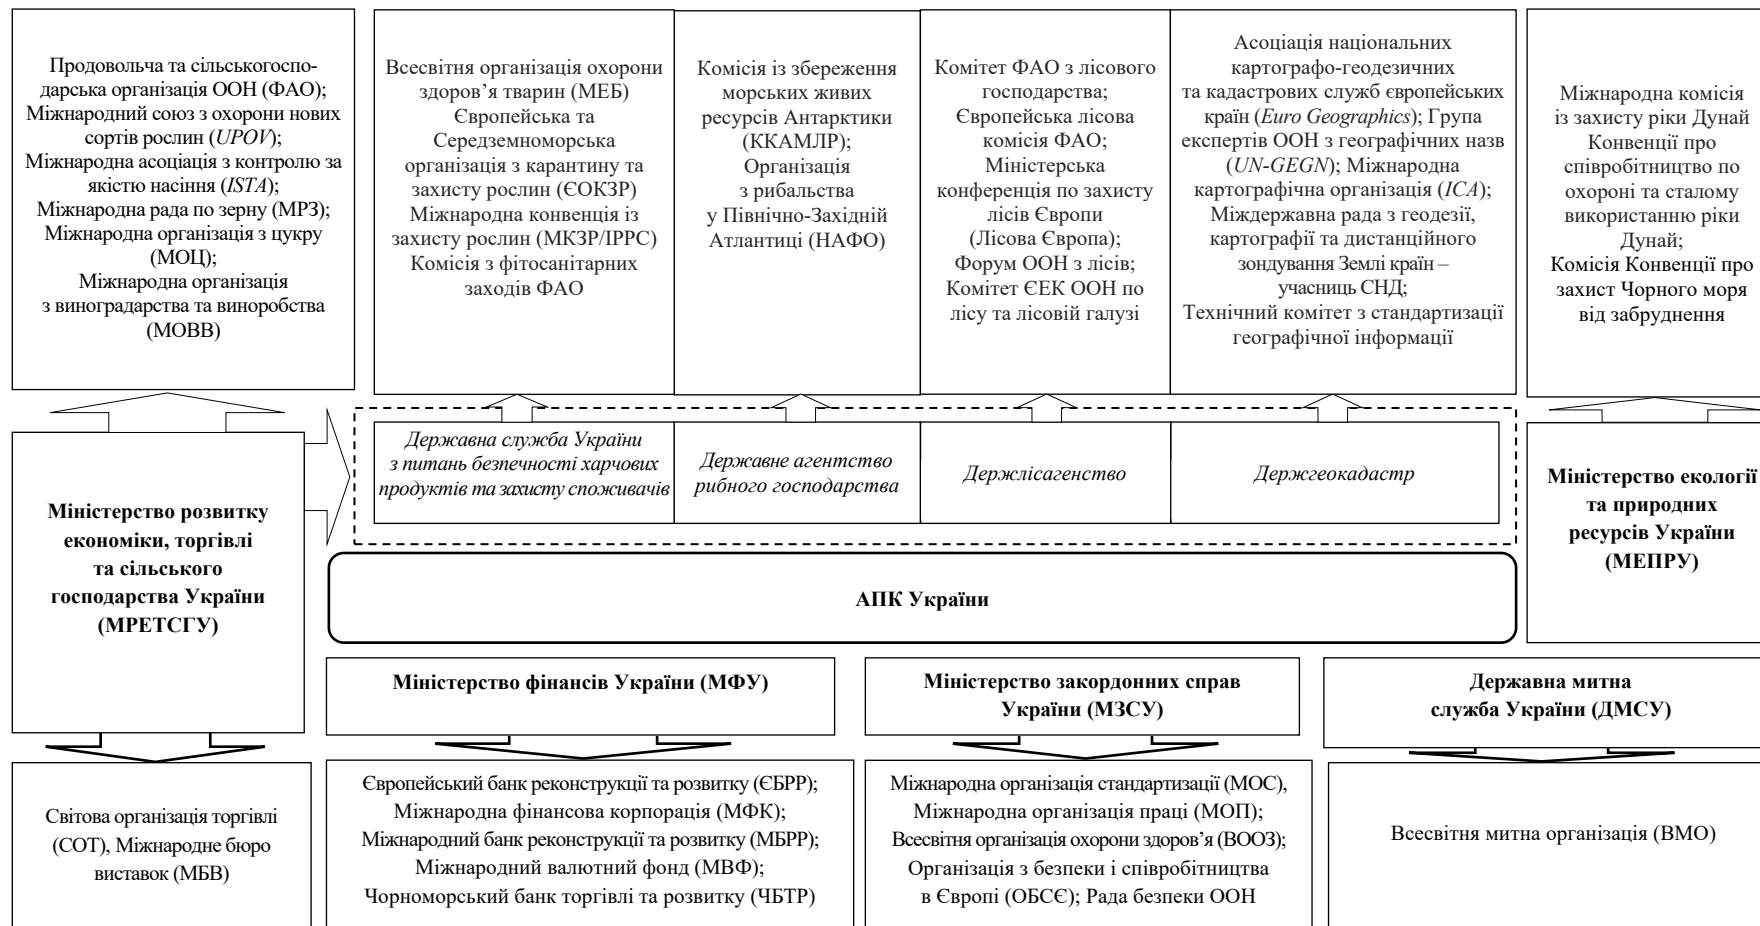 Продовольча та сільськогоспо-
дарська організація ООН (ФАО);
Міжнародний союз з охорони нових
сортів рослин (UPOV);
Міжнародна асоціація з контролю за
якістю насіння (ISTA);
Міжнародна рада по зерну (МРЗ);
Міжнародна організація з цукру
(МОЦ);
Міжнародна організація
з виноградарства та виноробства
(МОВВ)
Всесвітня організація охорони
здоров’я тварин (МЕБ)
Європейська та
Середземноморська
організація з карантину та
захисту рослин (ЄОКЗР)
Міжнародна конвенція із
захисту рослин (МКЗР/IPPC)
Комісія з фітосанітарних
заходів ФАО
Комісія із збереження
морських живих
ресурсів Антарктики
(ККАМЛР);
Організація
з рибальства
у Північно-Західній
Атлантиці (НАФО)
Комітет ФАО з лісового
господарства;
Європейська лісова
комісія ФАО;
Міністерська
конференція по захисту
лісів Європи
(Лісова Європа);
Форум ООН з лісів;
Комітет ЄЕК ООН по
лісу та лісовій галузі
Асоціація національних
картографо-геодезичних
та кадастрових служб європейських
країн (Euro Geographics); Група
експертів ООН з географічних назв
(UN-GEGN); Міжнародна
картографічна організація (ICA);
Міждержавна рада з геодезії,
картографії та дистанційного
зондування Землі країн –
учасниць СНД;
Технічний комітет з стандартизації
географічної інформації
Міжнародна комісія
із захисту ріки Дунай
Конвенції про
співробітництво по
охороні та сталому
використанню ріки
Дунай;
Комісія Конвенції про
захист Чорного моря
від забруднення
Міністерство розвитку
економіки, торгівлі
та сільського
господарства України
(МРЕТСГУ)
Державна служба України
з питань безпечності харчових
продуктів та захисту споживачів
Державне агентство
рибного господарства
Держлісагенство
Держгеокадастр
Міністерство екології
та природних
ресурсів України
(МЕПРУ)
АПК України
Міністерство фінансів України (МФУ)
Міністерство закордонних справ
України (МЗСУ)
Державна митна
служба України (ДМСУ)
Світова організація торгівлі
(СОТ), Міжнародне бюро
виставок (МБВ)
Європейський банк реконструкції та розвитку (ЄБРР);
Міжнародна фінансова корпорація (МФК);
Міжнародний банк реконструкції та розвитку (МБРР);
Міжнародний валютний фонд (МВФ);
Чорноморський банк торгівлі та розвитку (ЧБТР)
Міжнародна організація стандартизації (МОС),
Міжнародна організація праці (МОП);
Всесвітня організація охорони здоров’я (ВООЗ);
Організація з безпеки і співробітництва
в Європі (ОБСЄ); Рада безпеки ООН
Всесвітня митна організація (ВМО)